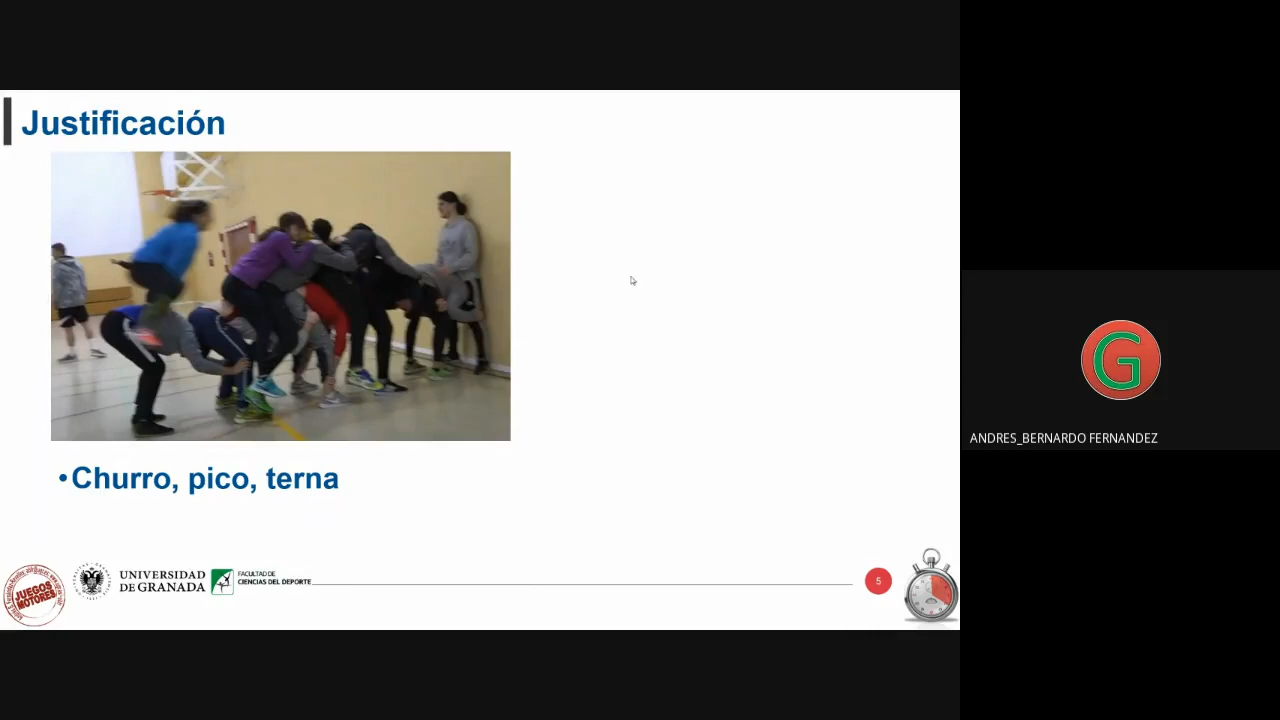 Justificación
•Churro, pico, terna
JUEGOS
MOTORES
UNIVERSIDAD
DE GRANADA
FACULTAD DE
CIENCIAS DEL DEPORTE
5
G
ANDRES_BERNARDO FERNANDEZ